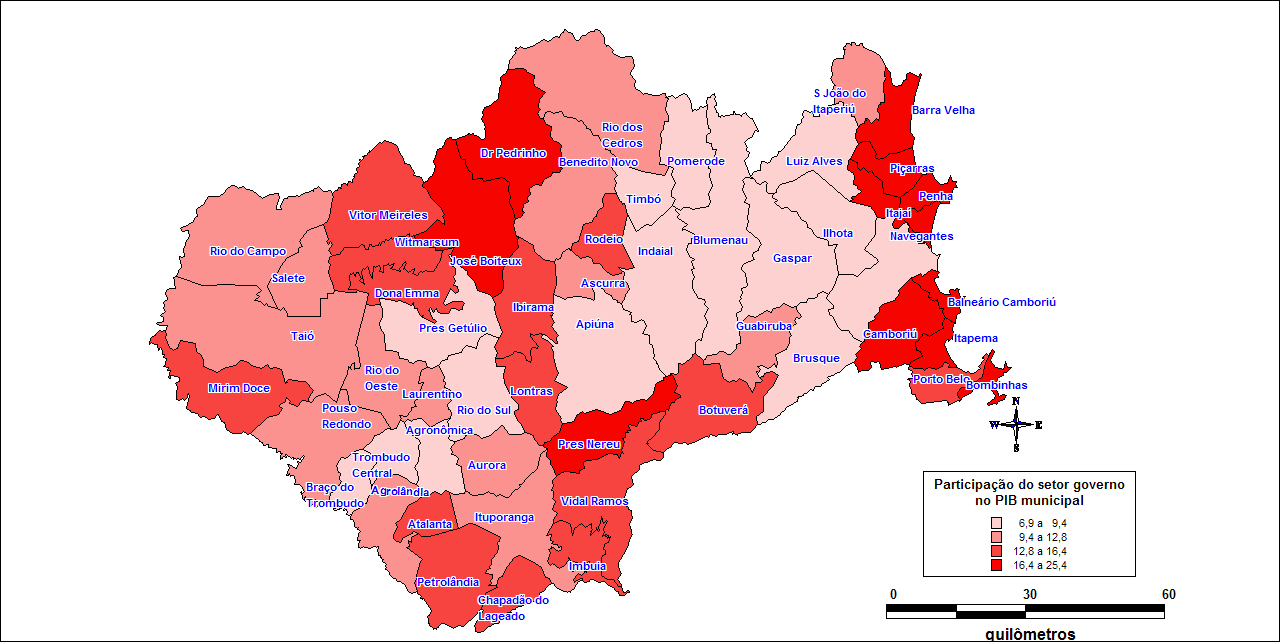 S João do
Itaperiú
Barra Velha
Rio dos
Cedros
Dr Pedrinho
Benedito Novo
Pomerode
Luiz Alves
Piçarras
Timbó
Penha
Vitor Meireles
Itajaí
Witmarsum
Rodeio
Indaial
Blumenau
Ilhota
Navegantes
Rio do Campo
José Boiteux
Gaspar
Salete
Ascurra
Dona Emma
Ibirama
Balneário Camboriú
Pres Getúlio
Apiúna
Guabiruba
Camboriú
Itapema
Taió
Brusque
Rio do
Oeste
Mirim Doce
Laurentino
Lontras
Porto Belo
Bombinhas
Pouso
Redondo
Rio do Sul
Botuverá
Agronômica
Pres Nereu
Trombudo
Central
Aurora
Braço do
Trombudo
Agrolândia
Vidal Ramos
Atalanta
Ituporanga
Imbuia
Petrolândia
Chapadão do
Lageado
N
W E
S
Participação do setor governo
no PIB municipal
6,9 a 9,4
9,4 a 12,8
12,8 a 16,4
16,4 a 25,4
0 30 60
quilômetros